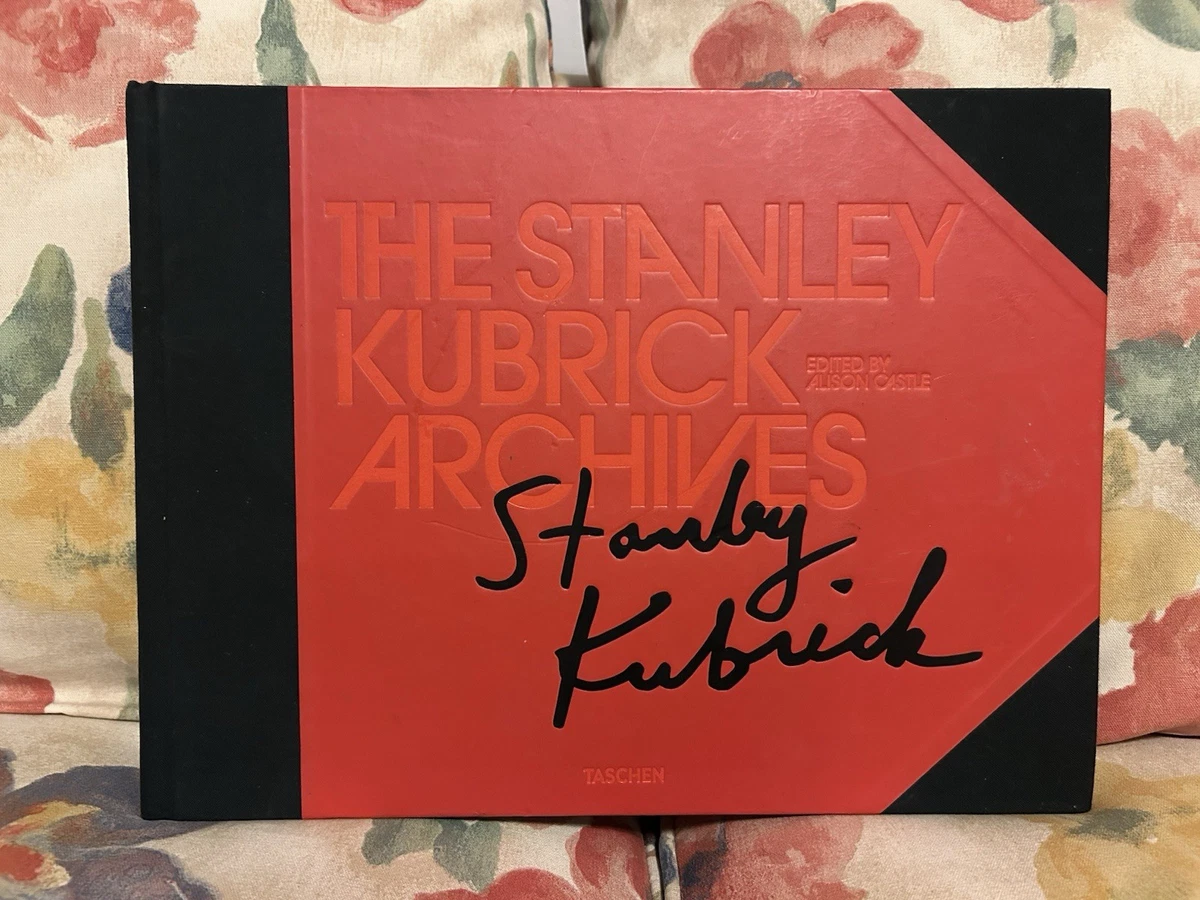 THE STANLEY
KUBRICK
EDITED BY
ALISON CASTLE
ARCHIVES
Stanley
Kubrick
TASCHEN